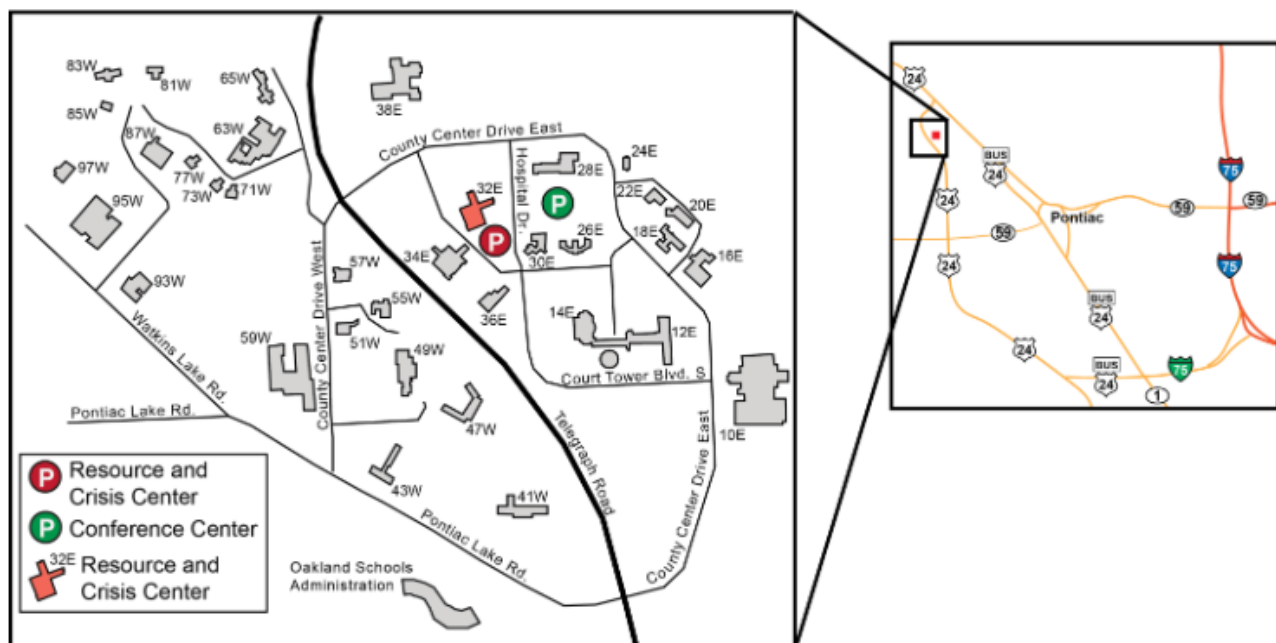 83W
81W
65W
85W
87W
63W
97W
77W
73W
71W
95W
93W
38E
County Center Drive East
Hospital Dr.
28E
24E
32E
P
P
22E
20E
18E
16E
26E
30E
34E
36E
57W
55W
51W
59W
49W
County Center Drive West
14E
12E
Court Tower Blvd. S
10E
Watkins Lake Rd.
Pontiac Lake Rd.
47W
Telegraph Road
43W
41W
Pontiac Lake Rd.
County Center Drive East
Oakland Schools
Administration
P
Resource and
Crisis Center
P
Conference Center
32E
Resource and
Crisis Center
24
75
BUS
24
24
Pontiac
59
59
59
24
75
BUS
24
24
BUS
24
75
1